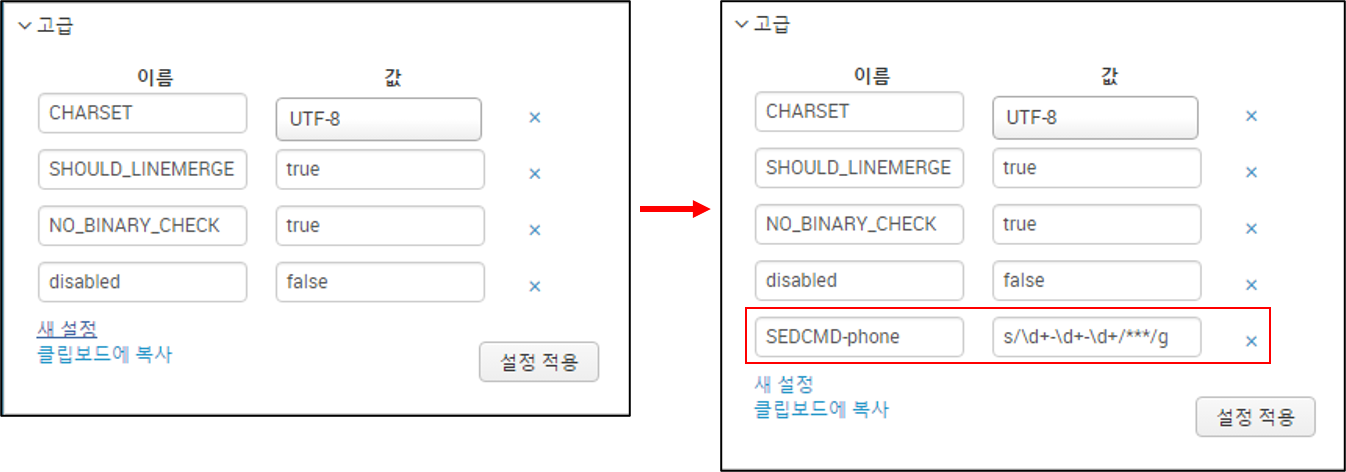 고급
이름 값
CHARSET UTF-8
SHOULD_LINEMERGE true
NO_BINARY_CHECK true
disabled false
새 설정
클립보드에 복사
설정 적용
고급
이름 값
CHARSET UTF-8
SHOULD_LINEMERGE true
NO_BINARY_CHECK true
disabled false
SEDCMD-phone s/\d+-\d+-\d+/***/g
새 설정
클립보드에 복사
설정 적용